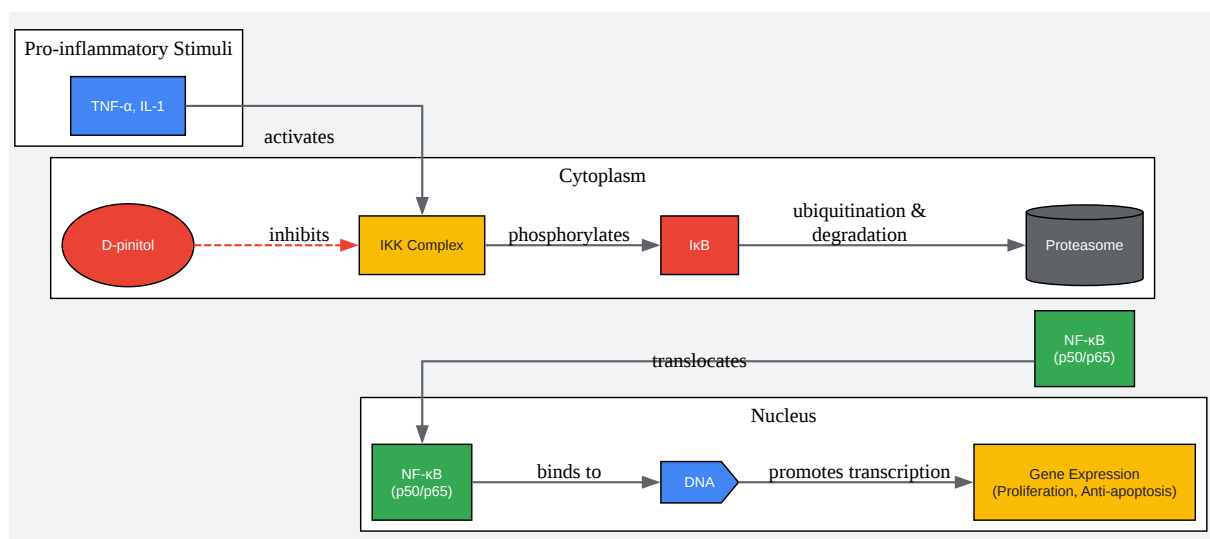 Pro-inflammatory Stimuli
TNF-α, IL-1
activates
Cytoplasm
D-pinitol
inhibits
IKK Complex
phosphorylates
IκB
ubiquitination &
degradation
Proteasome
NF-κB
(p50/p65)
translocates
Nucleus
NF-κB
(p50/p65)
binds to
DNA
promotes transcription
Gene Expression
(Proliferation, Anti-apoptosis)